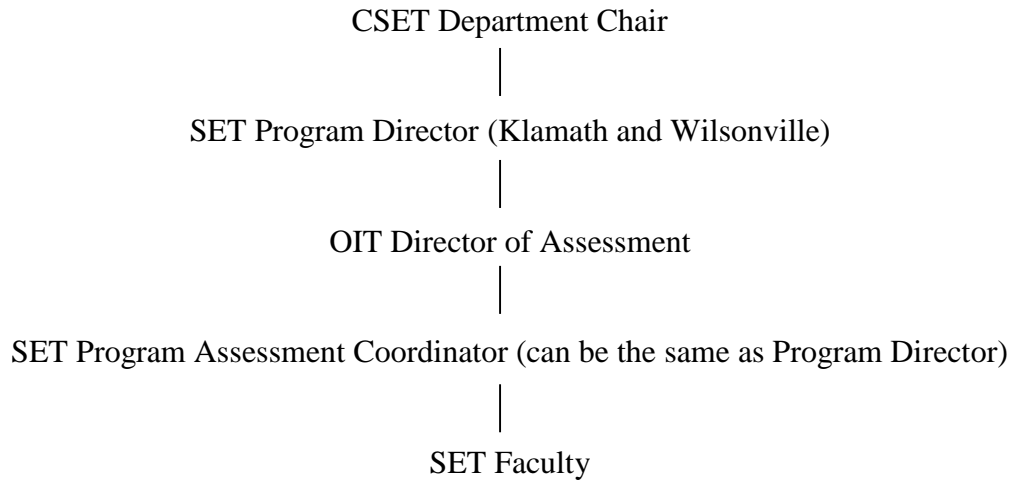 CSET Department Chair
SET Program Director (Klamath and Wilsonville)
OIT Director of Assessment
SET Program Assessment Coordinator (can be the same as Program Director)
SET Faculty